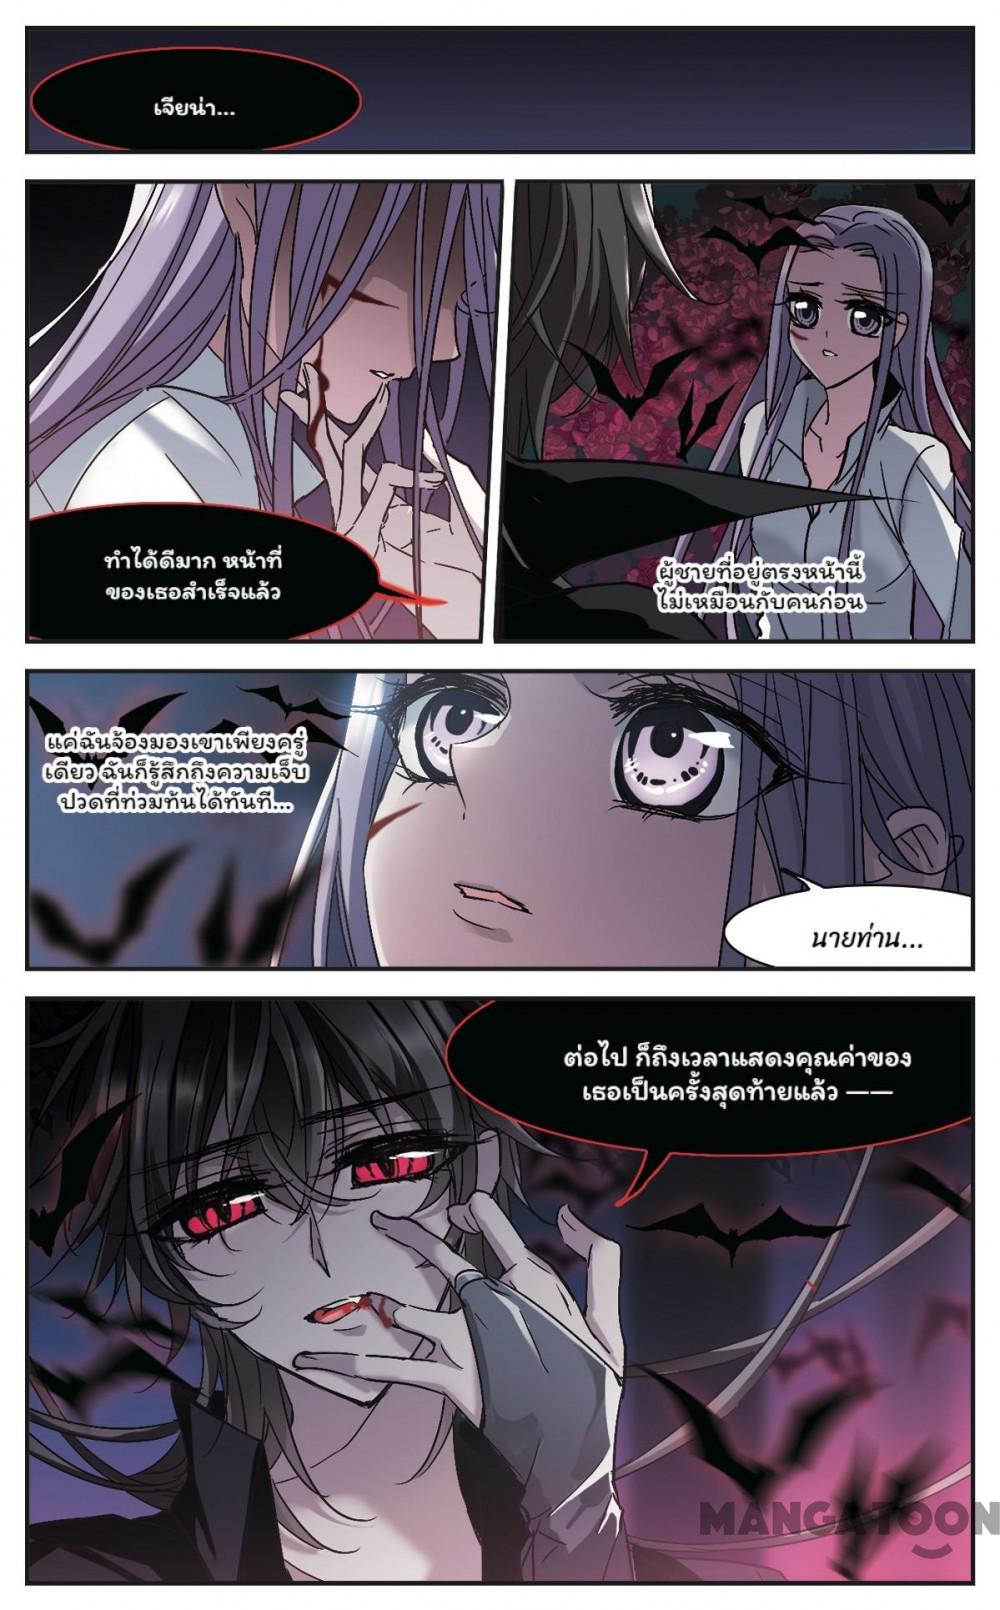 เจียน่า...
ทำได้ดีมาก หน้าที่
ของเธอสำเร็จแล้ว
ผู้ชายที่อยู่ตรงหน้านี้
ไม่เหมือนกับคนก่อน
แค่ฉันจ้องมองเขาเพียงครู่
เดียว ฉันก็รู้สึกถึงความเจ็บ
ปวดที่ท่วมท้นได้ทันที...
นายท่าน...
ต่อไป ก็ถึงเวลาแสดงคุณค่าของ
เธอเป็นครั้งสุดท้ายแล้ว ——
MANGATOON